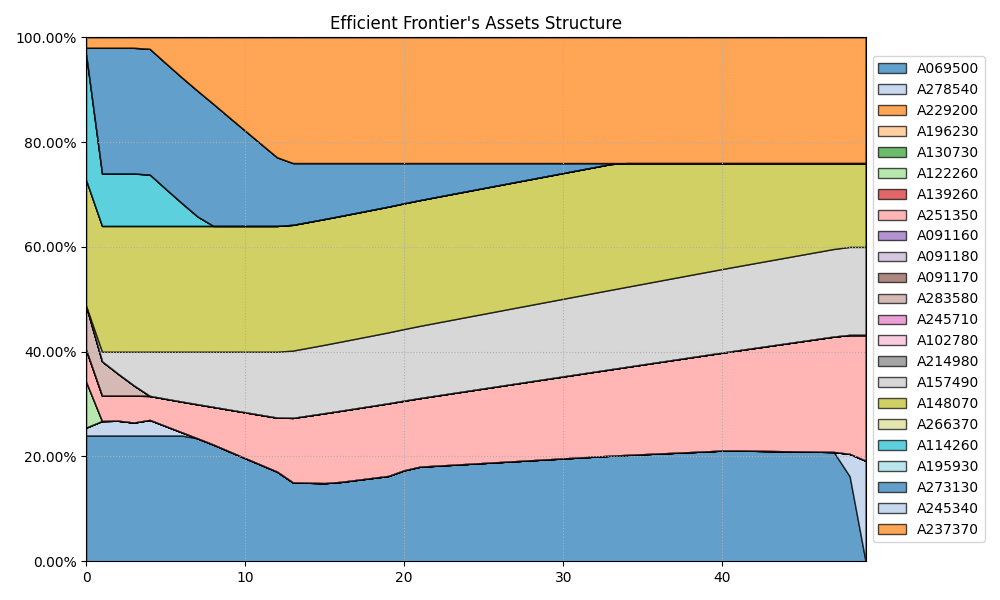 Efficient Frontier's Assets Structure
100.00%
80.00%
60.00%
40.00%
20.00%
0.00%
0
10
20
30
40
A069500
A278540
A229200
A196230
A130730
A122260
A139260
A251350
A091160
A091180
A091170
A283580
A245710
A102780
A214980
A157490
A148070
A266370
A114260
A195930
A273130
A245340
A237370